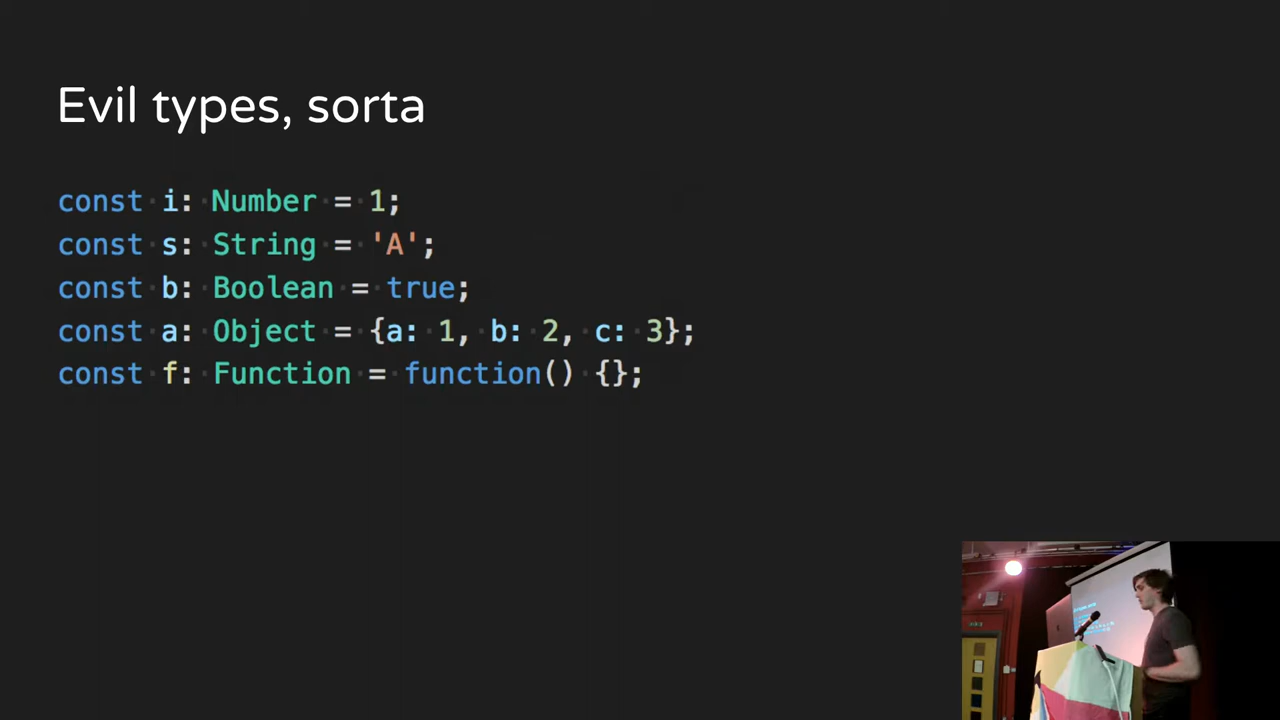 Evil types, sorta
const i: Number = 1;
const s: String = 'A';
const b: Boolean = true;
const a: Object = {a: 1, b: 2, c: 3};
const f: Function = function() {};